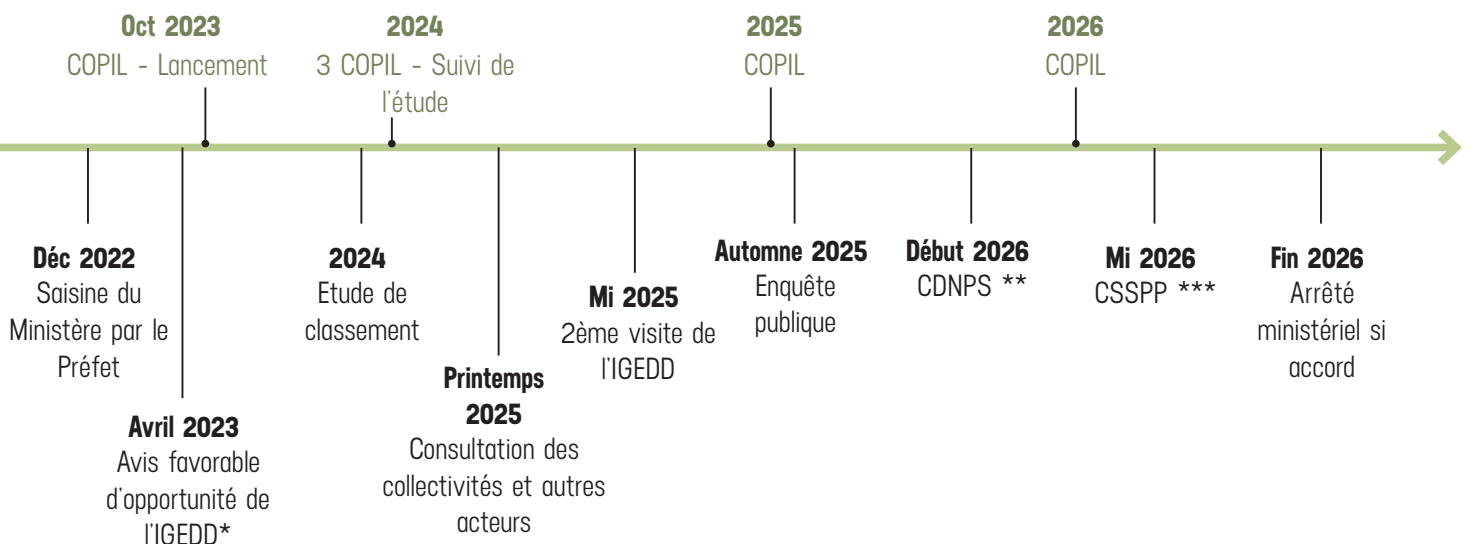 Oct 2023
COPIL - Lancement
2024
3 COPIL - Suivi de
l'étude
2025
COPIL
2026
COPIL
Déc 2022
Saisine du
Ministère par le
Préfet
Avril 2023
Avis favorable
d'opportunité de
l'IGEDD*
2024
Etude de
classement
Printemps
2025
Consultation des
collectivités et autres
acteurs
Mi 2025
2ème visite de
l'IGEDD
Automne 2025
Enquête
publique
Début 2026
CDNPS **
Mi 2026
CSSPP ***
Fin 2026
Arrêté
ministériel si
accord